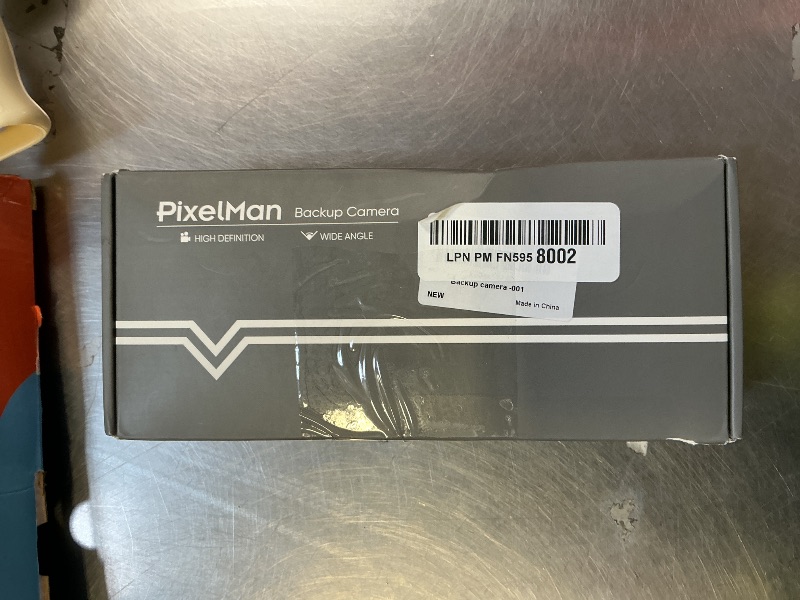 PixelMan Backup Camera
HIGH DEFINITION WIDE ANGLE
LPN PM FN595 8002
Backup camera -001
NEW
Made in China